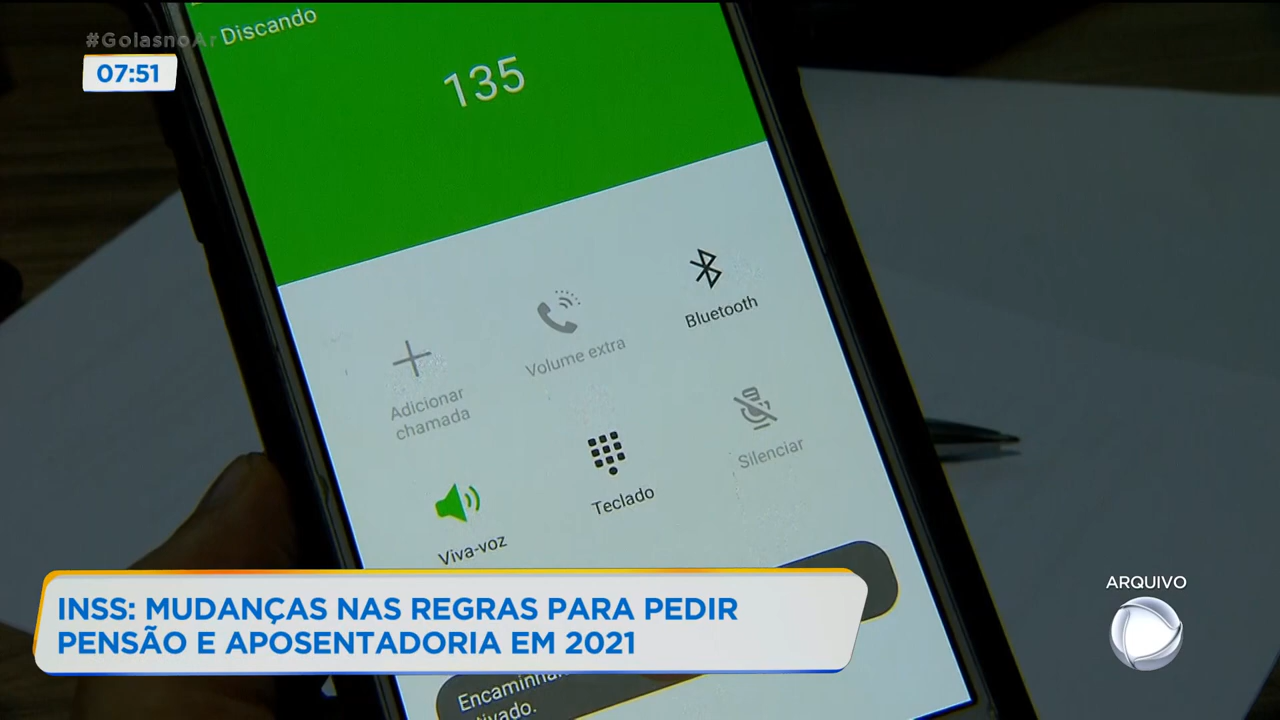 #GoiásnoAr
07:51
Discando
135
Bluetooth
Volume extra
Adicionar
chamada
Silenciar
Teclado
Viva-voz
INSS: MUDANÇAS NAS REGRAS PARA PEDIR
PENSÃO E APOSENTADORIA EM 2021
ARQUIVO